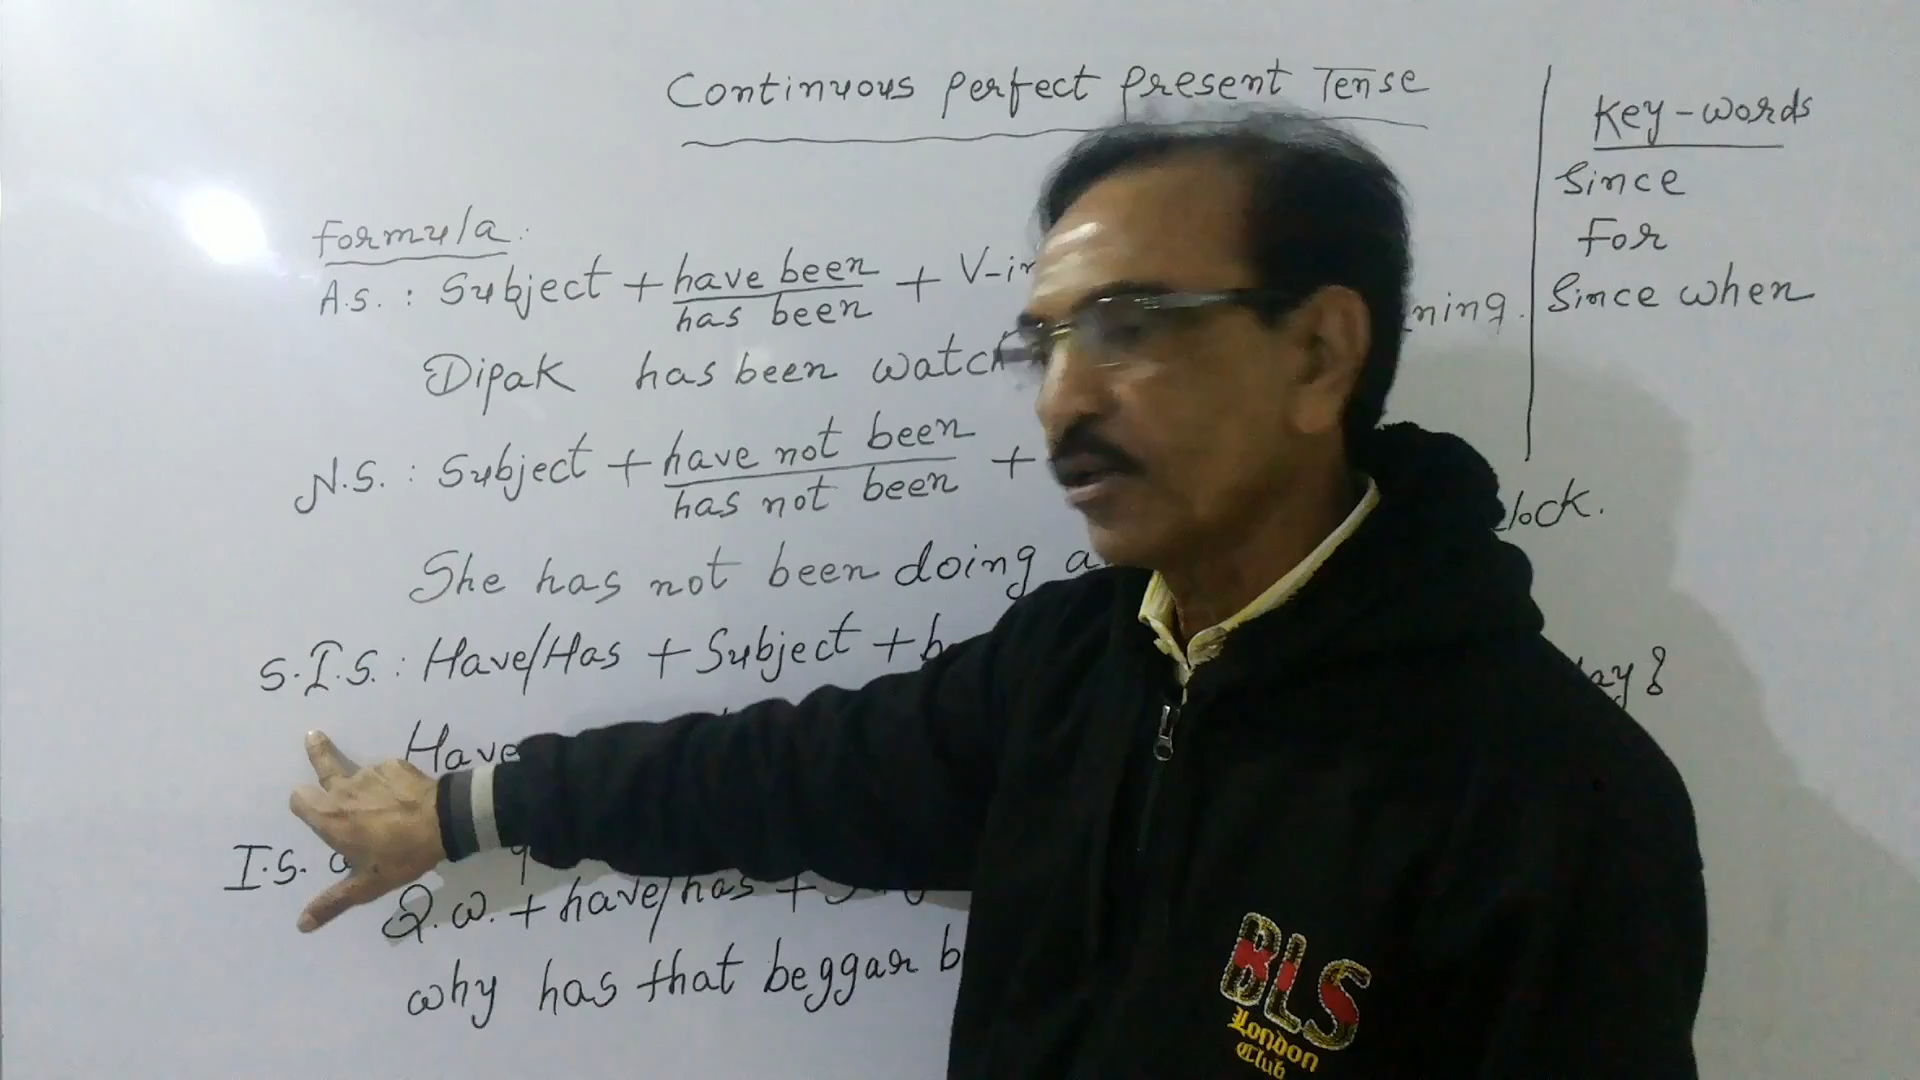 Continuous Perfect Present Tense
Key-words
Since
For
Since when
Formula:
A.S. : Subject + have been / has been + V-in
Dipak has been watch ning.
N.S. : Subject + have not been / has not been +
She has not been doing a lock.
S.I.S. : Have/Has + Subject + b
Have ay?
I.S.
Q.W. + have/has +
why has that beggar b
BLS
London
Club